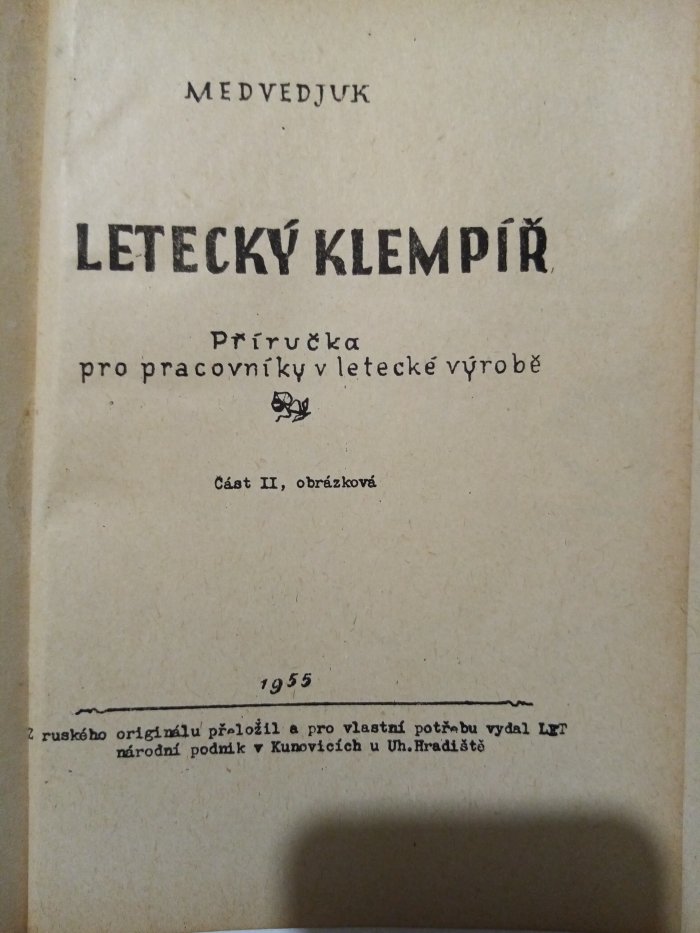 MEDVEDJUK
LETECKÝ KLEMPÍŘ
Příručka
pro pracovníky v letecké výrobě
Část II, obrázková
1955
Z ruského originálu přeložil a pro vlastní potřebu vydal LET
národní podnik v Kunovicích u Uh.Hradiště